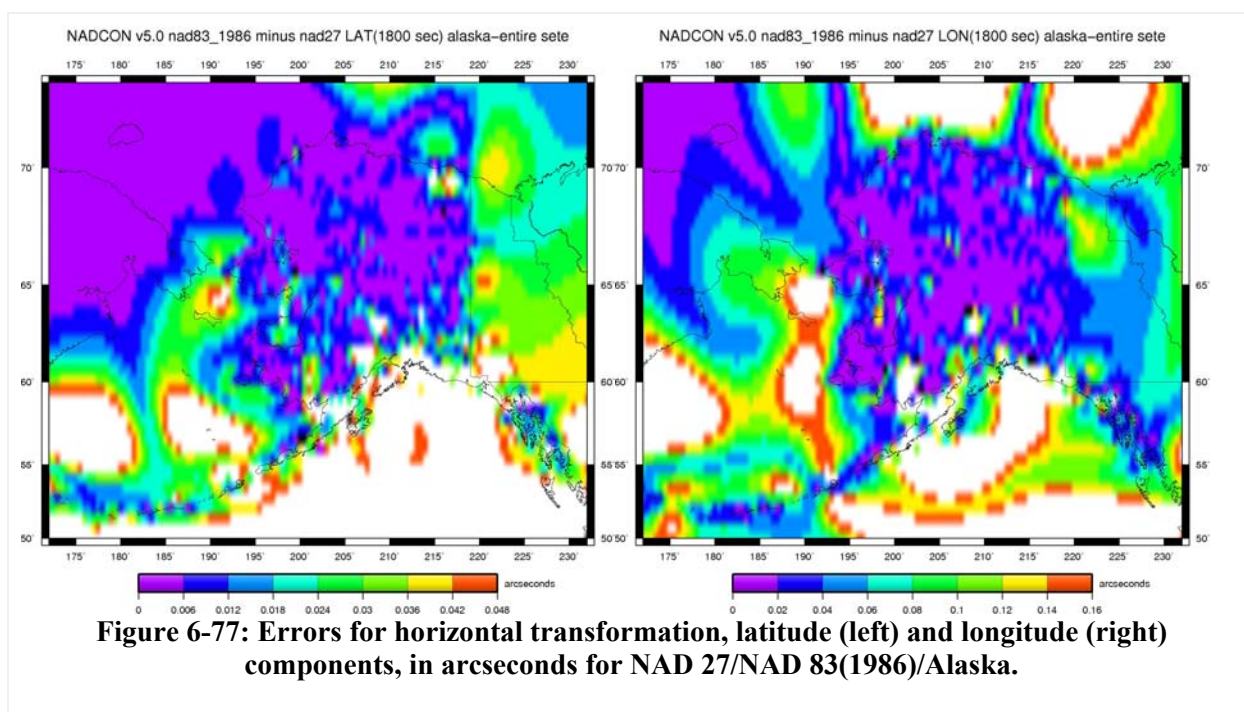 NADCON v5.0 nad83_1986 minus nad27 LAT(1800 sec) alaska−entire sete
NADCON v5.0 nad83_1986 minus nad27 LON(1800 sec) alaska−entire sete
175˚ 180˚ 185˚ 190˚ 195˚ 200˚ 205˚ 210˚ 215˚ 220˚ 225˚ 230˚
175˚ 180˚ 185˚ 190˚ 195˚ 200˚ 205˚ 210˚ 215˚ 220˚ 225˚ 230˚
70˚ 70˚70˚ 70˚
65˚ 65˚65˚ 65˚
60˚ 60˚60˚ 60˚
55˚ 55˚55˚ 55˚
50˚ 50˚50˚ 50˚
175˚ 180˚ 185˚ 190˚ 195˚ 200˚ 205˚ 210˚ 215˚ 220˚ 225˚ 230˚
175˚ 180˚ 185˚ 190˚ 195˚ 200˚ 205˚ 210˚ 215˚ 220˚ 225˚ 230˚
arcseconds
0 0.006 0.012 0.018 0.024 0.03 0.036 0.042 0.048
arcseconds
0 0.02 0.04 0.06 0.08 0.1 0.12 0.14 0.16
Figure 6-77: Errors for horizontal transformation, latitude (left) and longitude (right)
components, in arcseconds for NAD 27/NAD 83(1986)/Alaska.